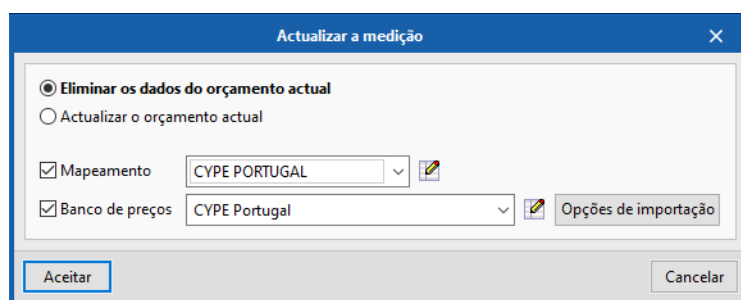 Actualizar a medição
Eliminar os dados do orçamento actual
Actualizar o orçamento actual
Mapeamento CYPE PORTUGAL
Banco de preços CYPE Portugal Opções de importação
Aceitar Cancelar